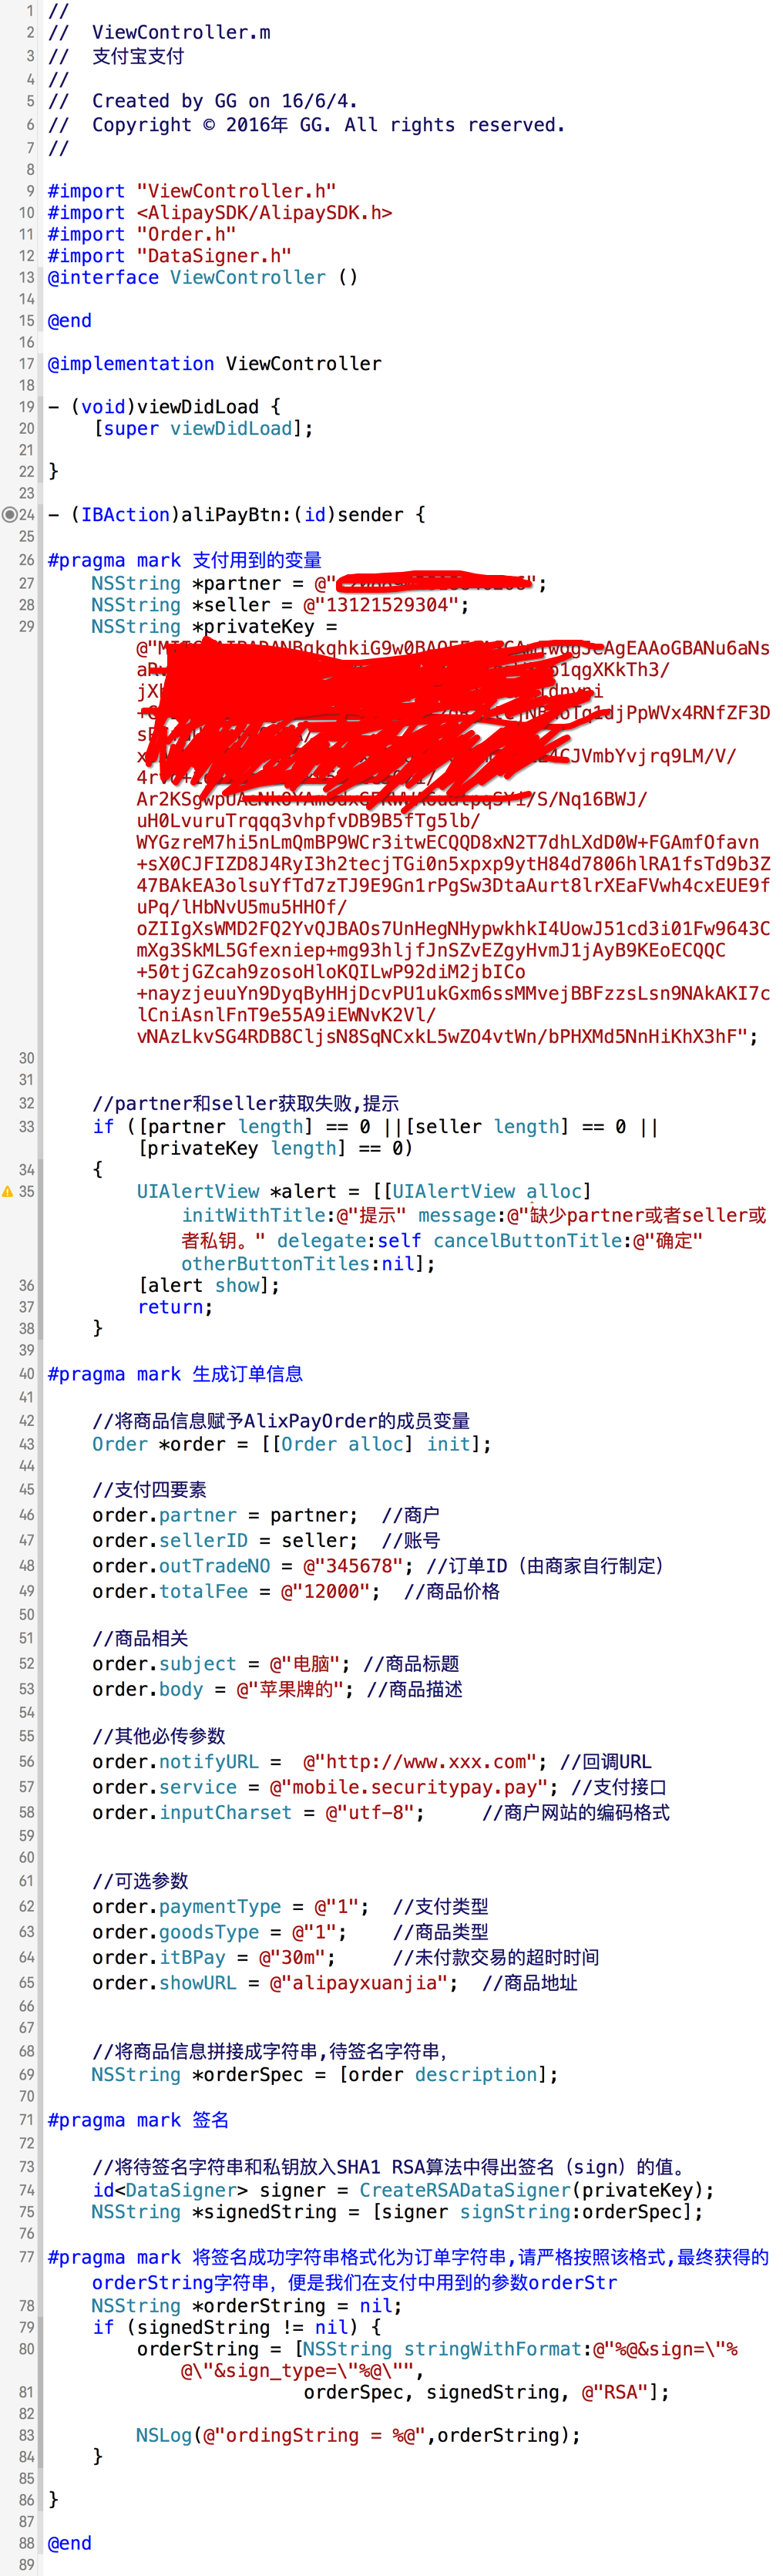 1 //
2 //  ViewController.m
3 //  支付宝支付
4 //
5 //  Created by GG on 16/6/4.
6 //  Copyright © 2016年 GG. All rights reserved.
7 //
8
9 #import "ViewController.h"
10 #import <AlipaySDK/AlipaySDK.h>
11 #import "Order.h"
12 #import "DataSigner.h"
13 @interface ViewController ()
14
15 @end
16
17 @implementation ViewController
18
19 - (void)viewDidLoad {
20 [super viewDidLoad];
21
22 }
23
24 - (IBAction)aliPayBtn:(id)sender {
25
26 #pragma mark 支付用到的变量
27 NSString *partner = @" ";
28 NSString *seller = @"13121529304";
29 NSString *privateKey =
@"
jPpWVx4RNfZF3D
CJVmbYvjrq9LM/V/
/S/Nq16BWJ/
uH0LvuruTrqqq3vhpfvDB9B5fTg5lb/
WYGzreM7hi5nLmQmBP9WCr3itwECQQD8xN2T7dhLXdD0W+FGAmfOfavn
+sX0CJFIZD8J4RyI3h2tecjTGi0n5xpxp9ytH84d7806hlRA1fsTd9b3Z
47BAkEA3olsuYfTd7zTJ9E9Gn1rPgSw3DtaAurt8lrXEaFVwh4cxEUE9f
uPq/lHbNvU5mu5HHOf/
oZIIgXsWMD2FQ2YvQJBAOs7UnHegNHypwkhkI4UowJ51cd3i01Fw9643C
mXg3SkML5Gfexniep+mg93hljfJnSZvEZgyHvmJ1jAyB9KEoECQQC
+50tjGZcah9zosoHloKQILwP92diM2jbICo
+nayzjeuuYn9DyqByHHjDcvPU1ukGxm6ssMMvejBBFzzsLsn9NAkAKI7c
lCniAsnlFnT9e55A9iEWNvK2Vl/
vNAzLkvSG4RDB8CljsN8SqNCxkL5wZO4vtWn/bPHXMd5NnHiKhX3hF";
30
31
32 //partner和seller获取失败,提示
33 if ([partner length] == 0 ||[seller length] == 0 ||
[privateKey length] == 0)
34 {
35 UIAlertView *alert = [[UIAlertView alloc]
initWithTitle:@"提示" message:@"缺少partner或者seller或
者私钥。" delegate:self cancelButtonTitle:@"确定"
otherButtonTitles:nil];
36 [alert show];
37 return;
38 }
39
40 #pragma mark 生成订单信息
41
42 //将商品信息赋予AlixPayOrder的成员变量
43 Order *order = [[Order alloc] init];
44
45 //支付四要素
46 order.partner = partner;  //商户
47 order.sellerID = seller;  //账号
48 order.outTradeNO = @"345678"; //订单ID（由商家自行制定）
49 order.totalFee = @"12000";  //商品价格
50
51 //商品相关
52 order.subject = @"电脑"; //商品标题
53 order.body = @"苹果牌的"; //商品描述
54
55 //其他必传参数
56 order.notifyURL =  @"http://www.xxx.com"; //回调URL
57 order.service = @"mobile.securitypay.pay"; //支付接口
58 order.inputCharset = @"utf-8";     //商户网站的编码格式
59
60
61 //可选参数
62 order.paymentType = @"1";  //支付类型
63 order.goodsType = @"1";    //商品类型
64 order.itBPay = @"30m";     //未付款交易的超时时间
65 order.showURL = @"alipayxuanjia";  //商品地址
66
67
68 //将商品信息拼接成字符串,待签名字符串,
69 NSString *orderSpec = [order description];
70
71 #pragma mark 签名
72
73 //将待签名字符串和私钥放入SHA1 RSA算法中得出签名（sign）的值。
74 id<DataSigner> signer = CreateRSADataSigner(privateKey);
75 NSString *signedString = [signer signString:orderSpec];
76
77 #pragma mark 将签名成功字符串格式化为订单字符串,请严格按照该格式,最终获得的
orderString字符串，便是我们在支付中用到的参数orderStr
78 NSString *orderString = nil;
79 if (signedString != nil) {
80 orderString = [NSString stringWithFormat:@"%@&sign=\"%
@\"&sign_type=\"%@\"",
81 orderSpec, signedString, @"RSA"];
82
83 NSLog(@"ordingString = %@",orderString);
84 }
85
86 }
87
88 @end
89